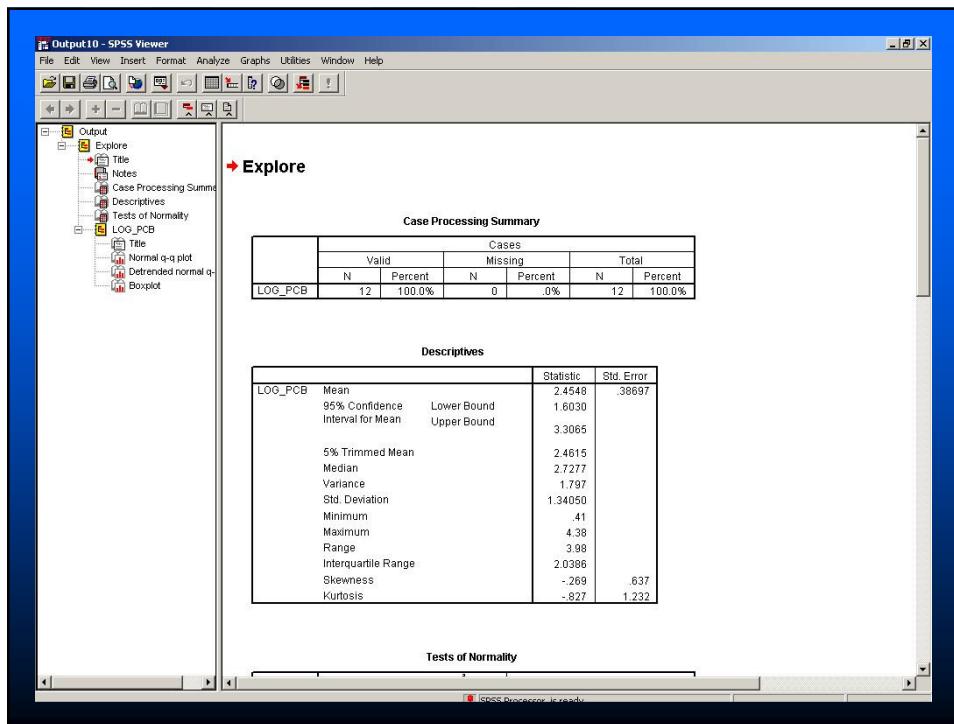 Output10 - SPSS Viewer
File Edit View Insert Format Analyze Graphs Utilities Window Help
Output
Explore
Title
Notes
Case Processing Summa
Descriptives
Tests of Normality
LOG_PCB
Title
Normal q-q plot
Detrended normal q-
Boxplot
Explore
Case Processing Summary
Cases
Valid Missing Total
N Percent N Percent N Percent
LOG_PCB 12 100.0% 0 .0% 12 100.0%
Descriptives
Statistic Std. Error
LOG_PCB Mean 2.4548 .38697
95% Confidence Lower Bound 1.6030
Interval for Mean Upper Bound 3.3065
5% Trimmed Mean 2.4615
Median 2.7277
Variance 1.797
Std. Deviation 1.34050
Minimum .41
Maximum 4.38
Range 3.98
Interquartile Range 2.0386
Skewness -.269 .637
Kurtosis -.827 1.232
Tests of Normality
SPSS Processor is ready